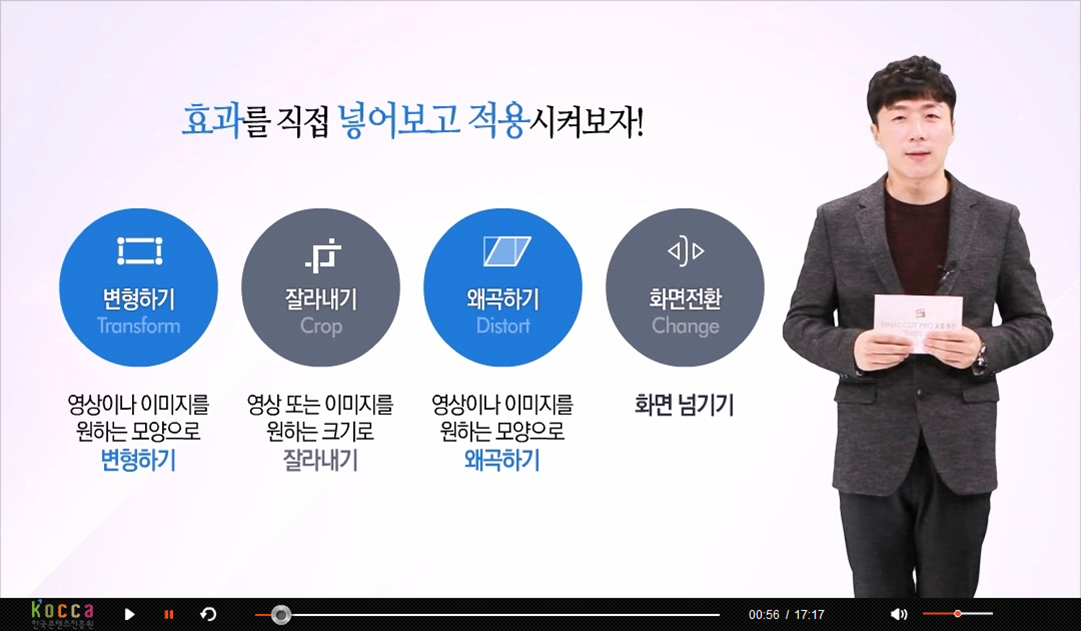 효과를 직접 넣어보고 적용시켜보자!
변형하기
Transform
잘라내기
Crop
왜곡하기
Distort
화면전환
Change
영상이나 이미지를
원하는 모양으로
변형하기
영상 또는 이미지를
원하는 크기로
잘라내기
영상이나 이미지를
원하는 모양으로
왜곡하기
화면 넘기기
FINAL CUT PRO
kocca
한국콘텐츠진흥원
00:56 / 17:17